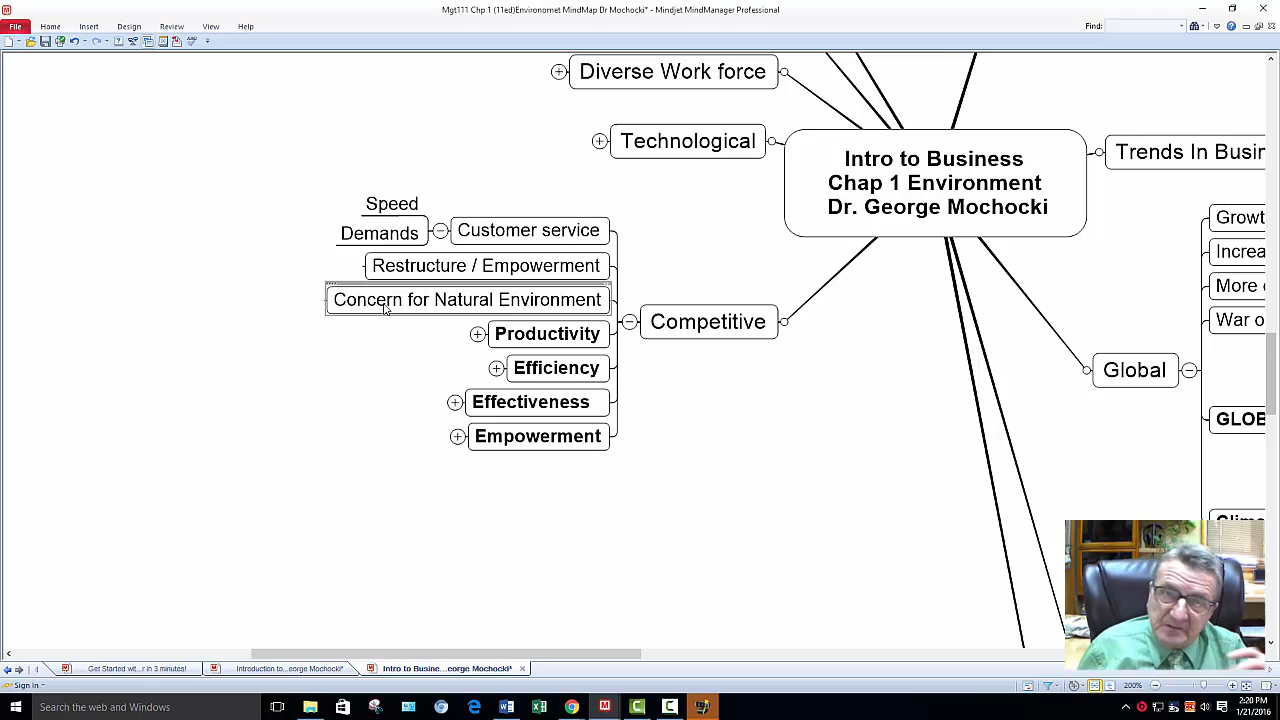 Mgt111 Chp 1 (11ed)Environomet MindMap Dr Mochocki* - Mindjet MindManager Professional
File Home Insert Design Review View Help
Find:
Diverse Work force
Technological
Intro to Business
Chap 1 Environment
Dr. George Mochocki
Trends In Busin
Speed
Demands
Customer service
Restructure / Empowerment
Concern for Natural Environment
Productivity
Efficiency
Effectiveness
Empowerment
Competitive
Global
Growt
Increa
More
War o
GLOB
Clim
Get Started wit...r in 3 minutes!
Introduction to...eorge Mochocki*
Intro to Busine...eorge Mochocki*
Sign In
200%
Search the web and Windows
2:20 PM
1/21/2016